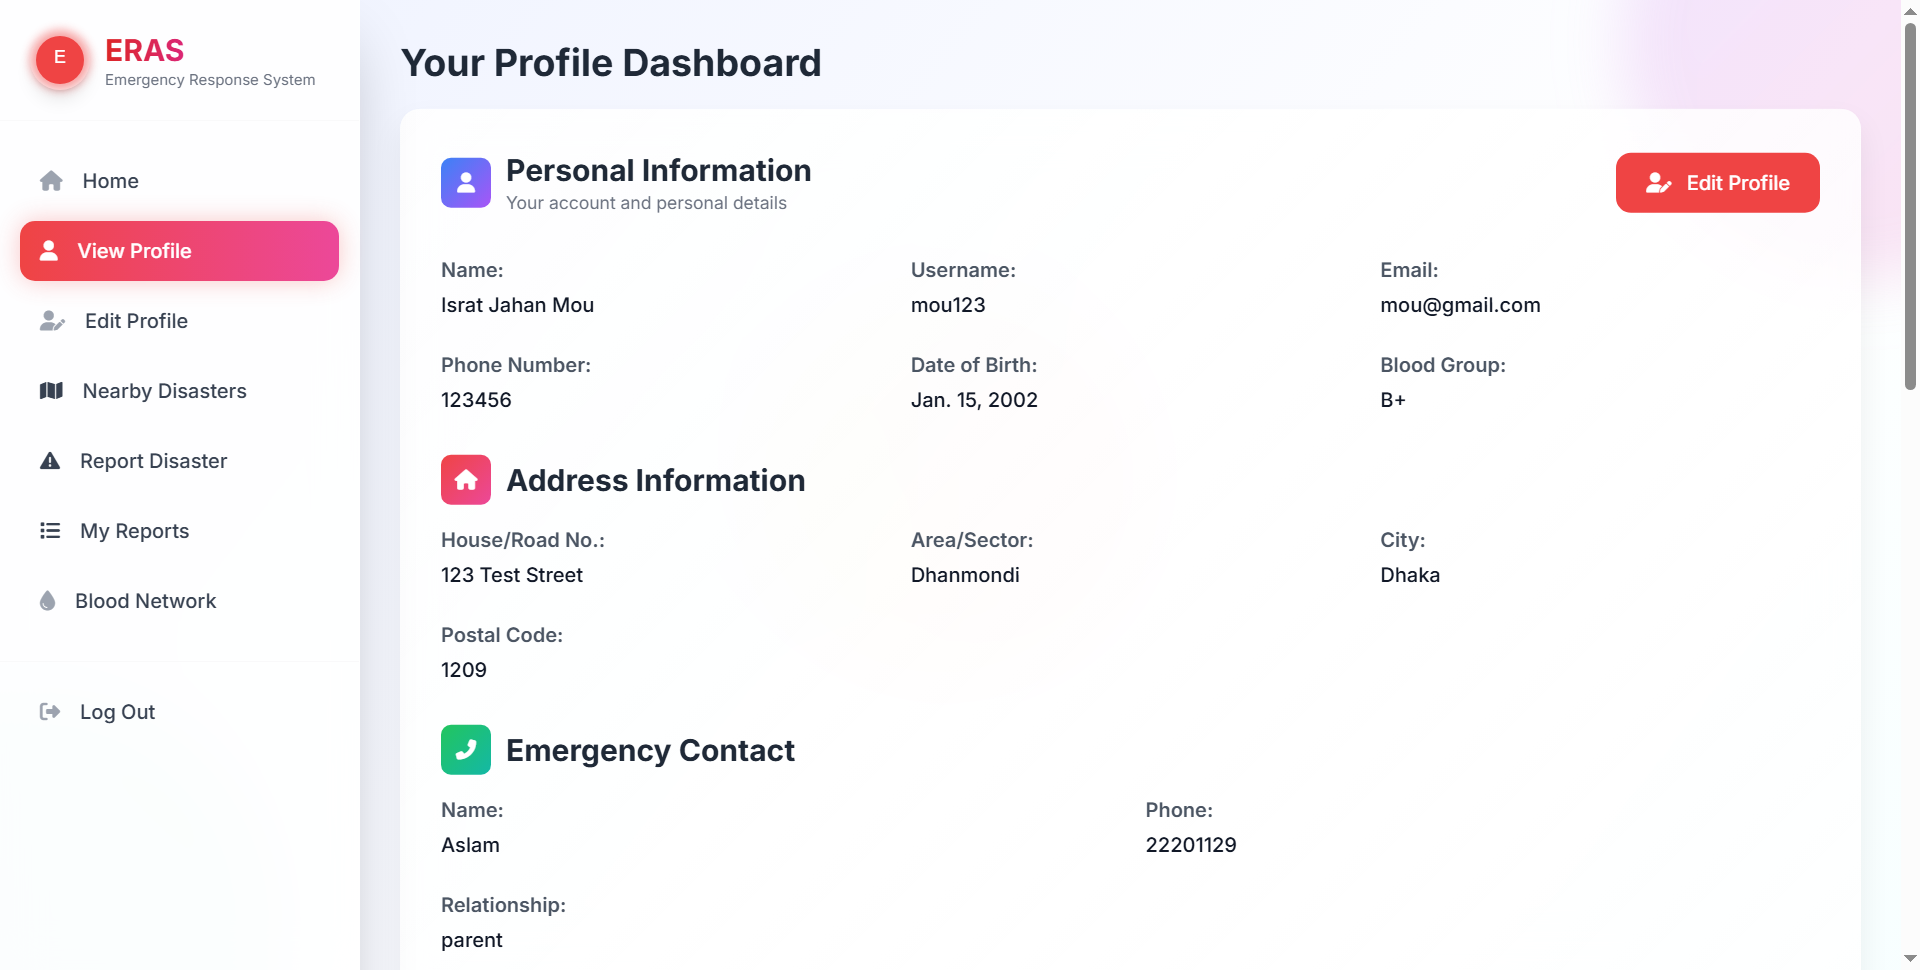 E
ERAS
Emergency Response System
Home
View Profile
Edit Profile
Nearby Disasters
Report Disaster
My Reports
Blood Network
Log Out
Your Profile Dashboard
Personal Information
Your account and personal details
Edit Profile
Name:
Israt Jahan Mou
Username:
mou123
Email:
mou@gmail.com
Phone Number:
123456
Date of Birth:
Jan. 15, 2002
Blood Group:
B+
Address Information
House/Road No.:
123 Test Street
Area/Sector:
Dhanmondi
City:
Dhaka
Postal Code:
1209
Emergency Contact
Name:
Aslam
Phone:
22201129
Relationship:
parent